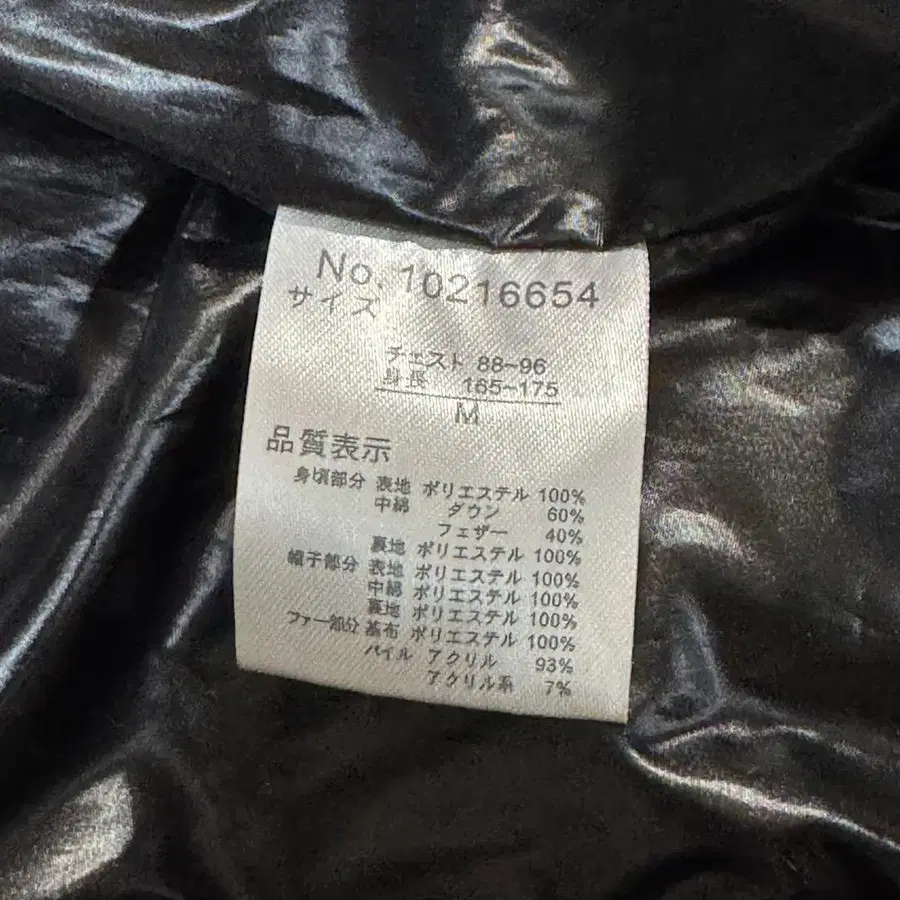 No. 10216654
サイズ
チェスト 88~96
身長 165~175
M
品質表示
身頃部分 表地 ポリエステル 100%
中綿 ダウン 60%
フェザー 40%
裏地 ポリエステル 100%
帽子部分 表地 ポリエステル 100%
中綿 ポリエステル 100%
裏地 ポリエステル 100%
ファー部分 基布 ポリエステル 100%
パイル アクリル 93%
アクリル系 7%